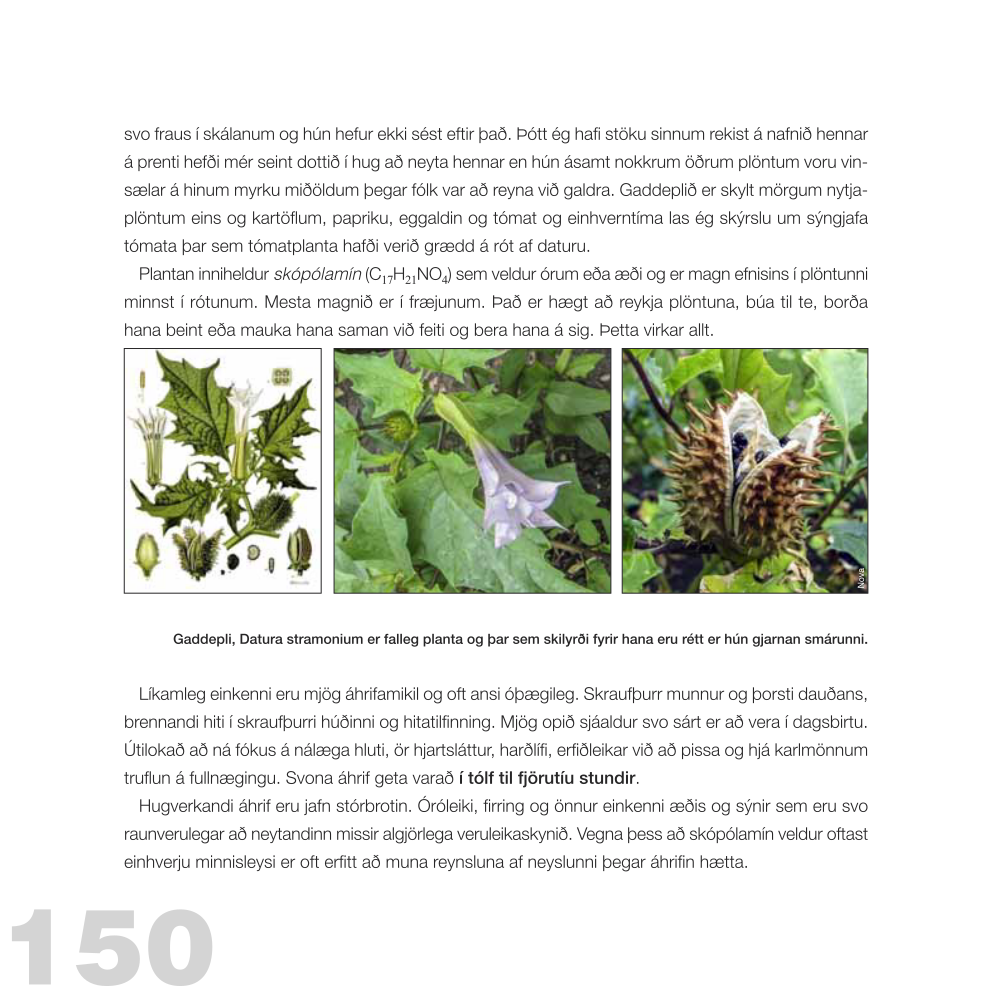 svo fraus í skálanum og hún hefur ekki sést eftir það. Þótt ég hafi stöku sinnum rekist á nafnið hennar
á prenti hefði mér seint dottið í hug að neyta hennar en hún ásamt nokkrum öðrum plöntum voru vin-
sælar á hinum myrku miðöldum þegar fólk var að reyna við galdra. Gaddeplið er skylt mörgum nytja-
plöntum eins og kartöflum, papriku, eggaldin og tómat og einhverntíma las ég skýrslu um sýngjafa
tómata þar sem tómatplanta hafði verið grædd á rót af daturu.
Plantan inniheldur skópólamín (C17H21NO4) sem veldur órum eða æði og er magn efnisins í plöntunni
minnst í rótunum. Mesta magnið er í fræjunum. Það er hægt að reykja plöntuna, búa til te, borða
hana beint eða mauka hana saman við feiti og bera hana á sig. Þetta virkar allt.
Nova
Gaddepli, Datura stramonium er falleg planta og þar sem skilyrði fyrir hana eru rétt er hún gjarnan smárunni.
Líkamleg einkenni eru mjög áhrifamikil og oft ansi óþægileg. Skraufþurr munnur og þorsti dauðans,
brennandi hiti í skraufþurri húðinni og hitatilfinning. Mjög opið sjáaldur svo sárt er að vera í dagsbirtu.
Útilokað að ná fókus á nálæga hluti, ör hjartsláttur, harðlífi, erfiðleikar við að pissa og hjá karlmönnum
truflun á fullnægingu. Svona áhrif geta varað í tólf til fjörutíu stundir.
Hugverkandi áhrif eru jafn stórbrotin. Óróleiki, firring og önnur einkenni æðis og sýnir sem eru svo
raunverulegar að neytandinn missir algjörlega veruleikaskynið. Vegna þess að skópólamín veldur oftast
einhverju minnisleysi er oft erfitt að muna reynsluna af neyslunni þegar áhrifin hætta.
150